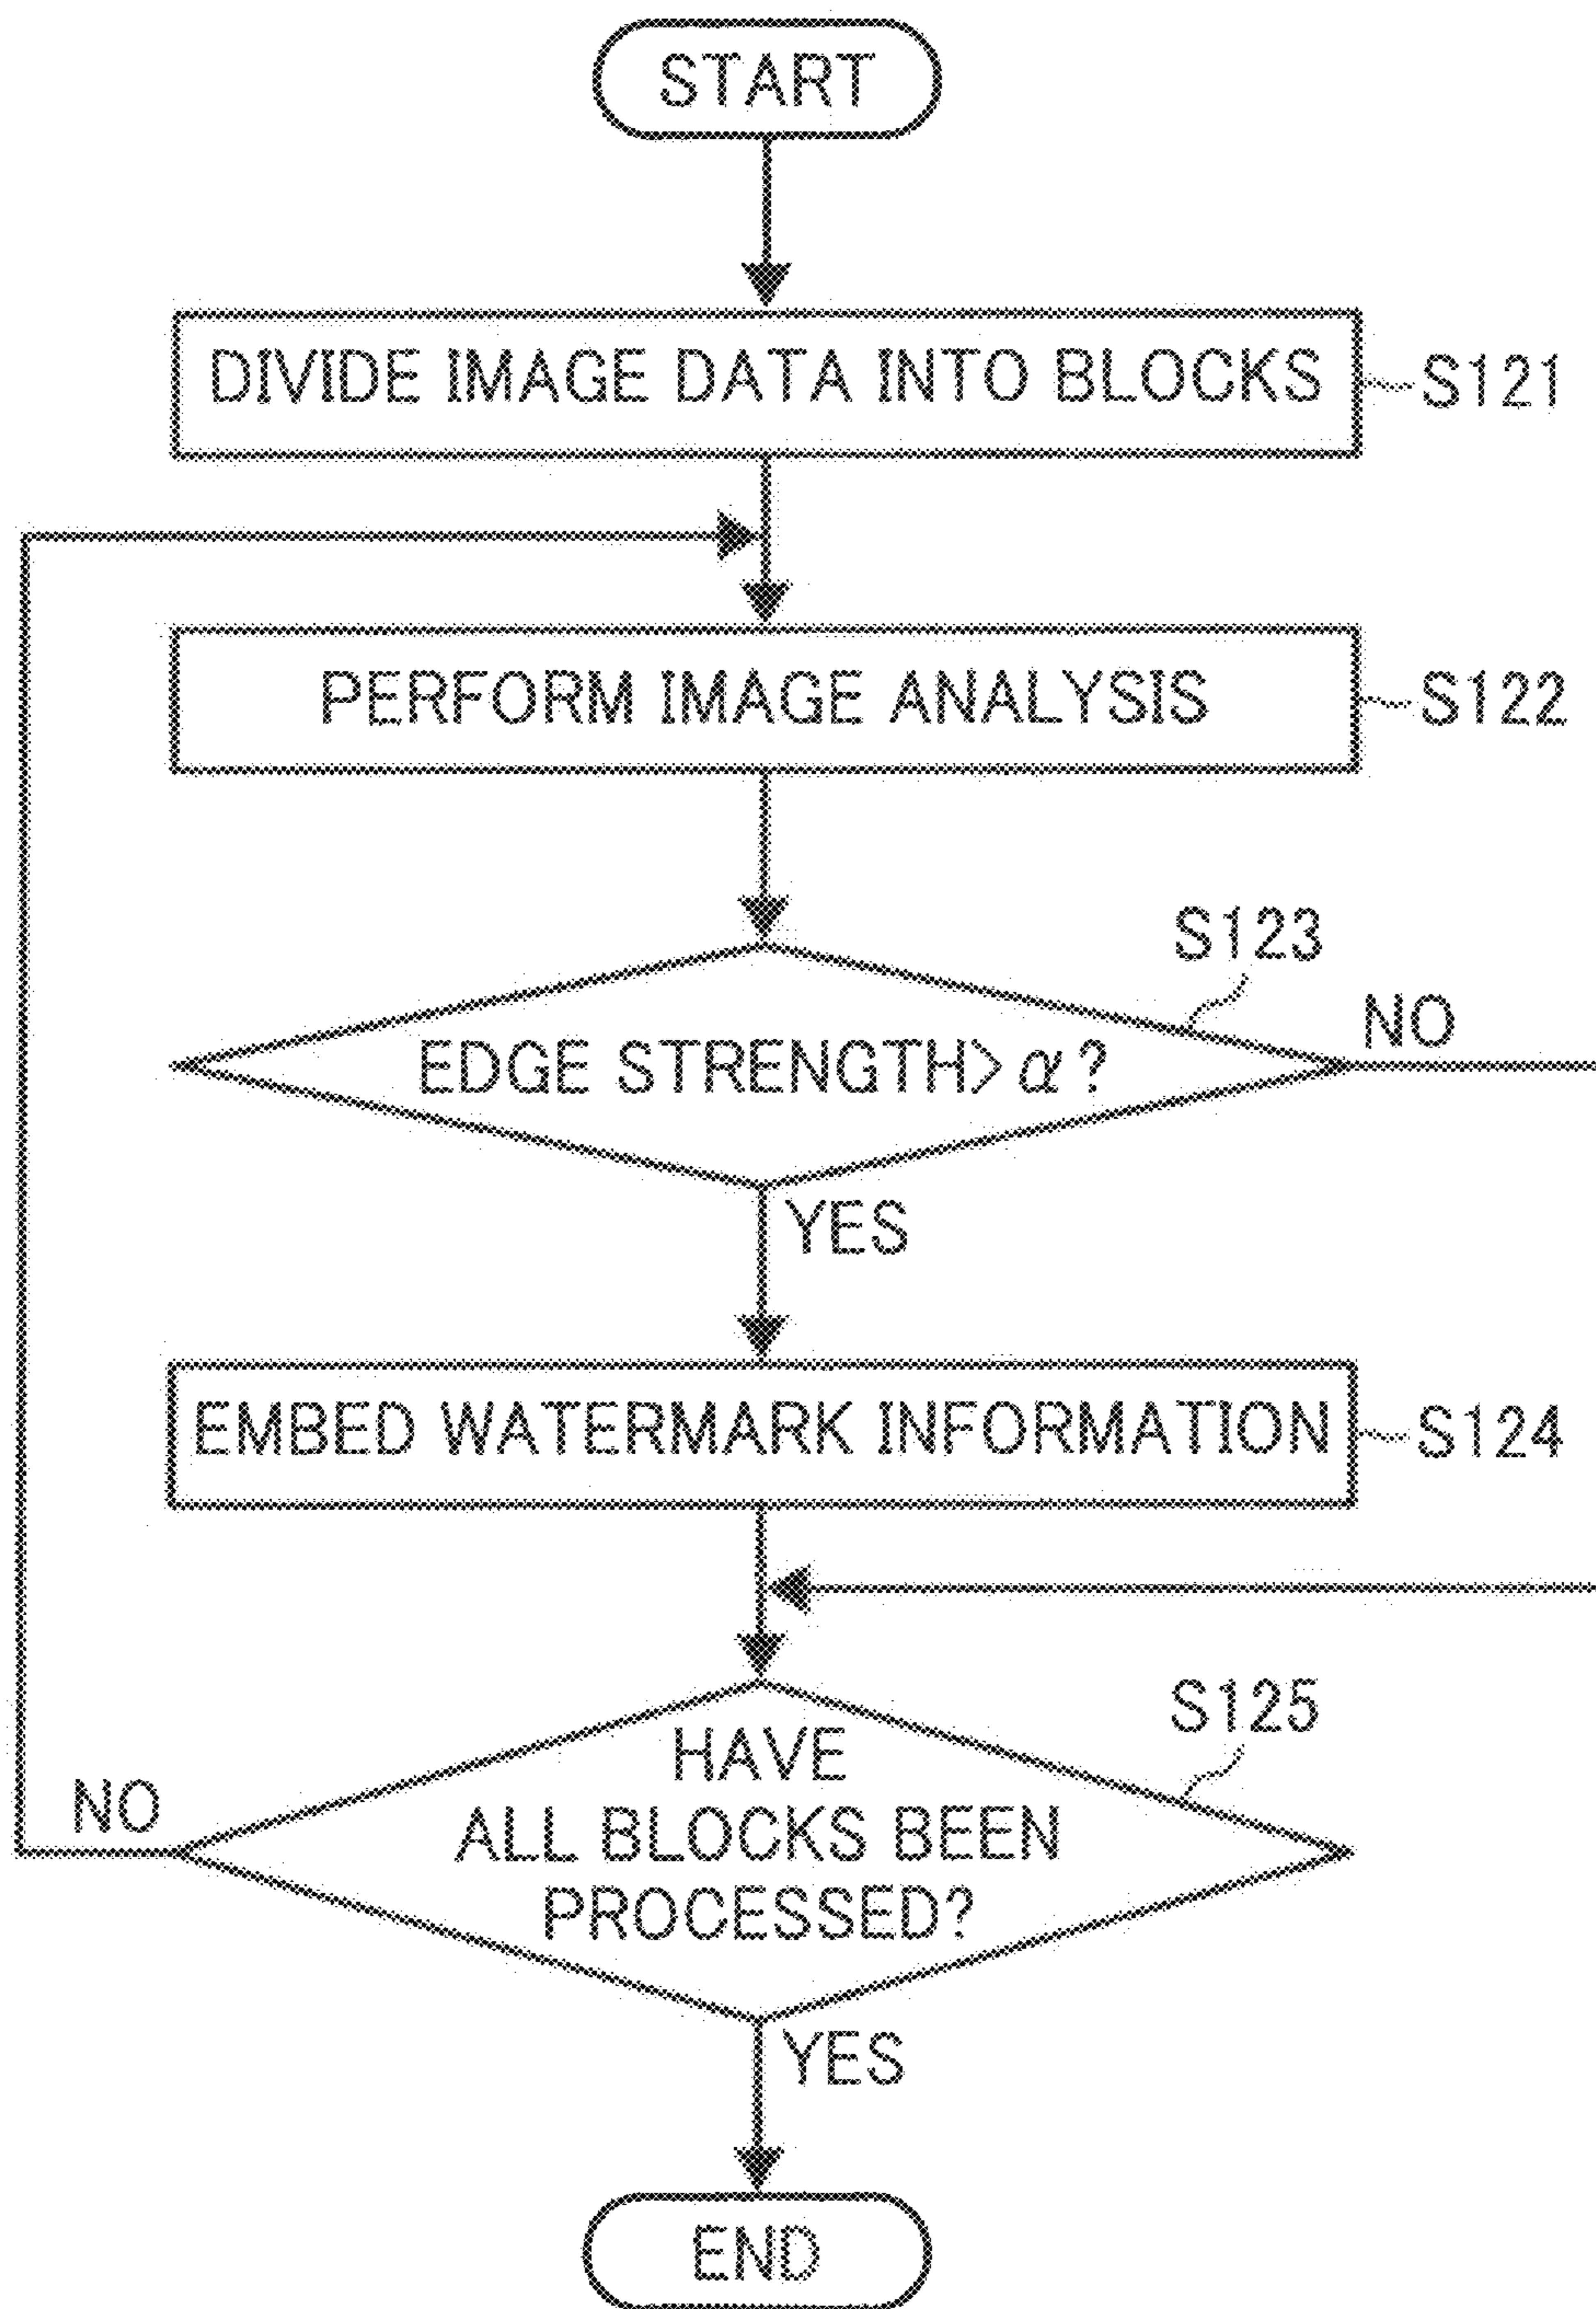 START
DIVIDE IMAGE DATA INTO BLOCKS
S121
PERFORM IMAGE ANALYSIS
S122
S123
EDGE STRENGTH>α?
NO
YES
EMBED WATERMARK INFORMATION
S124
S125
HAVE
ALL BLOCKS BEEN
PROCESSED?
NO
YES
END